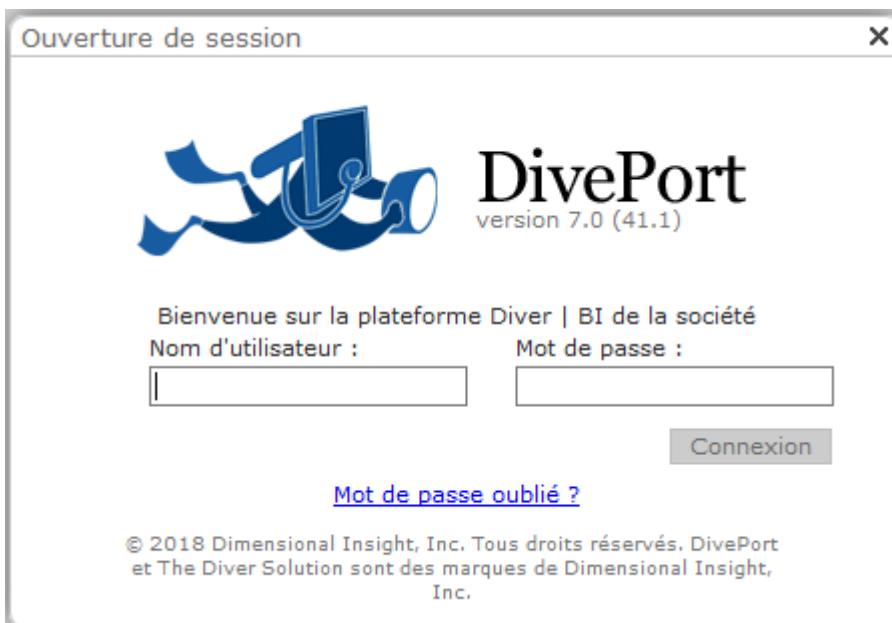 Ouverture de session
DivePort
version 7.0 (41.1)
Bienvenue sur la plateforme Diver | BI de la société
Nom d'utilisateur : Mot de passe :
Connexion
Mot de passe oublié ?
© 2018 Dimensional Insight, Inc. Tous droits réservés. DivePort
et The Diver Solution sont des marques de Dimensional Insight,
Inc.